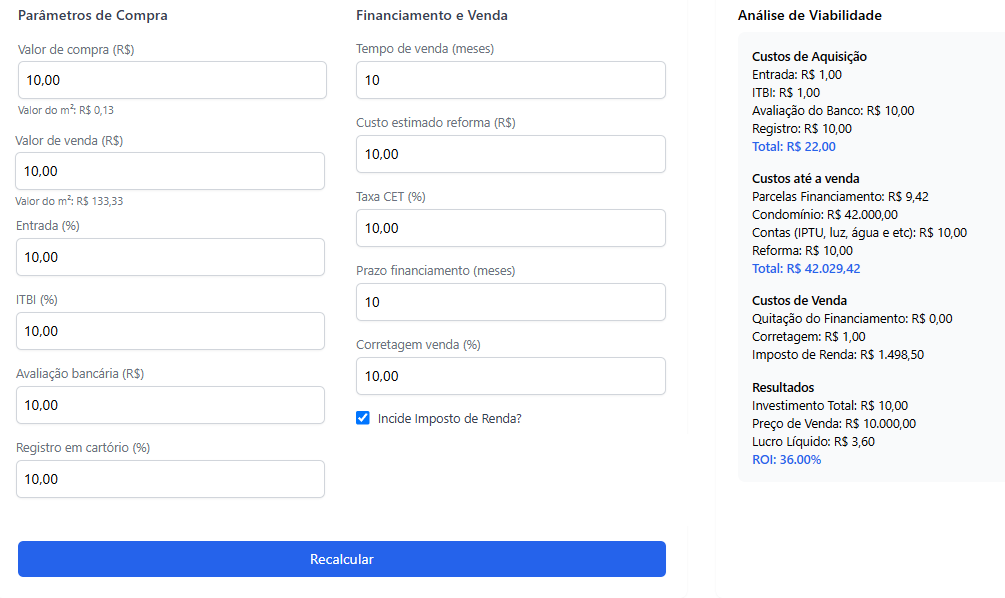 Parâmetros de Compra
Valor de compra (R$)
10,00
Valor do m²: R$ 0,13
Valor de venda (R$)
10,00
Valor do m²: R$ 133,33
Entrada (%)
10,00
ITBI (%)
10,00
Avaliação bancária (R$)
10,00
Registro em cartório (%)
10,00
Financiamento e Venda
Tempo de venda (meses)
10
Custo estimado reforma (R$)
10,00
Taxa CET (%)
10,00
Prazo financiamento (meses)
10
Corretagem venda (%)
10,00
Incide Imposto de Renda?
Recalcular
Análise de Viabilidade
Custos de Aquisição
Entrada: R$ 1,00
ITBI: R$ 1,00
Avaliação do Banco: R$ 10,00
Registro: R$ 10,00
Total: R$ 22,00
Custos até a venda
Parcelas Financiamento: R$ 9,42
Condomínio: R$ 42.000,00
Contas (IPTU, luz, água e etc): R$ 10,00
Reforma: R$ 10,00
Total: R$ 42.029,42
Custos de Venda
Quitação do Financiamento: R$ 0,00
Corretagem: R$ 1,00
Imposto de Renda: R$ 1.498,50
Resultados
Investimento Total: R$ 10,00
Preço de Venda: R$ 10.000,00
Lucro Líquido: R$ 3,60
ROI: 36.00%